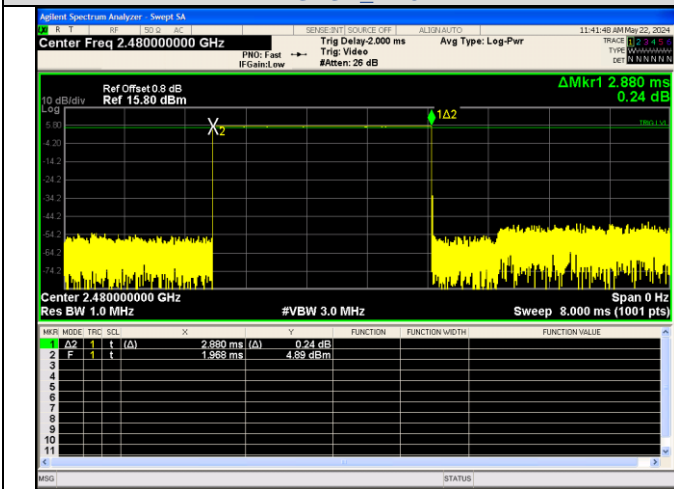 Agilent Spectrum Analyzer - Swept SA
R T RF 50 Ω AC SENSE:INT SOURCE OFF ALIGN AUTO 11:41:48 AM May 22, 2024
Center Freq 2.480000000 GHz PNO: Fast Trig Delay-2.000 ms Avg Type: Log-Pwr TRACE 1 2 3 4 5 6
Trig: Video TYPE
IFGain:Low #Atten: 26 dB DET N N N N N N
ΔMkr1 2.880 ms
Ref Offset 0.8 dB
10 dB/div Ref 15.80 dBm 0.24 dB
Log
1Δ2
5.80 X2 TRIG LVL
-4.20
-14.2
-24.2
-34.2
-44.2
-54.2
-64.2
-74.2
Center 2.480000000 GHz Span 0 Hz
Res BW 1.0 MHz #VBW 3.0 MHz Sweep 8.000 ms (1001 pts)
MKR MODE TRC SCL X Y FUNCTION FUNCTION WIDTH FUNCTION VALUE
1 Δ2 1 t (Δ) 2.880 ms (Δ) 0.24 dB
2 F 1 t 1.968 ms 4.89 dBm
3
4
5
6
7
8
9
10
11
MSG STATUS